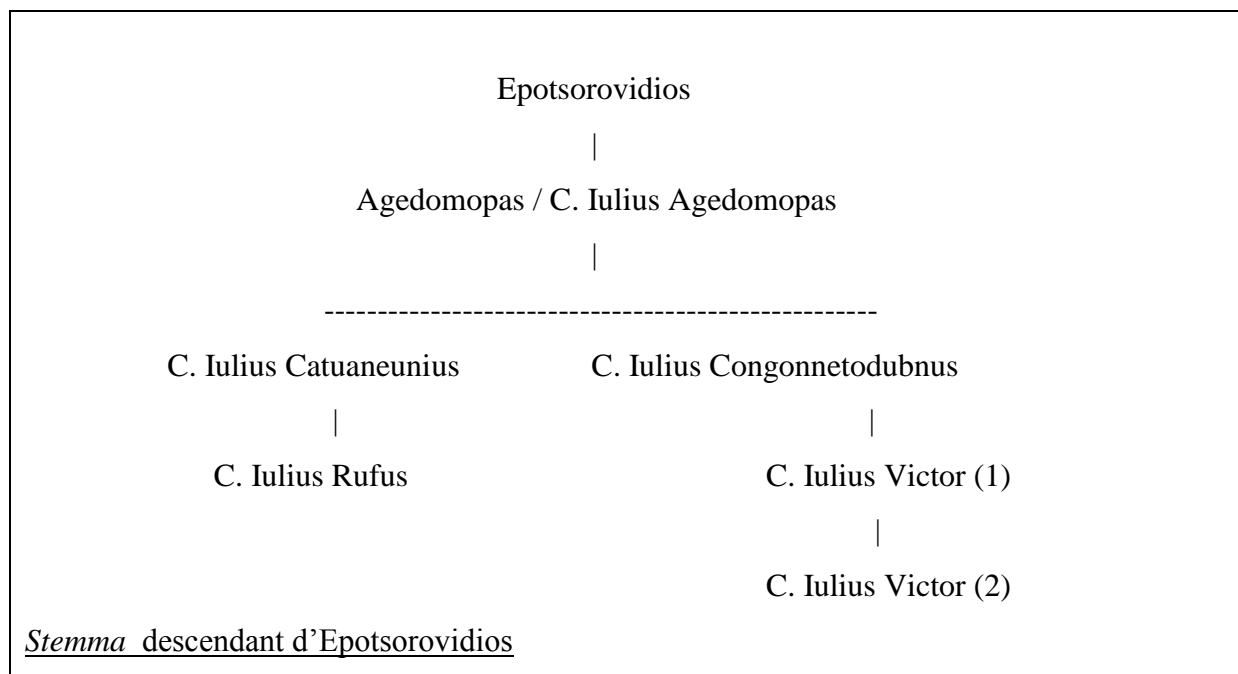 Epotsorovidios
|
Agedomopas / C. Iulius Agedomopas
|
----------------------------------------------------
C. Iulius Catuaneunius C. Iulius Congonnetodubnus
| |
C. Iulius Rufus C. Iulius Victor (1)
|
C. Iulius Victor (2)
Stemma descendant d’Epotsorovidios